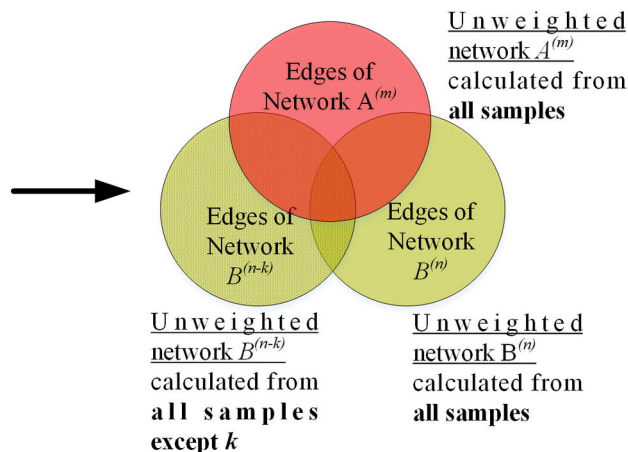 Unweighted
network A(m)
calculated from
all samples
Edges of
Network A(m)
Edges of
Network
B(n-k)
Edges of
Network
B(n)
Unweighted
network B(n-k)
calculated from
all samples
except k
Unweighted
network B(n)
calculated from
all samples